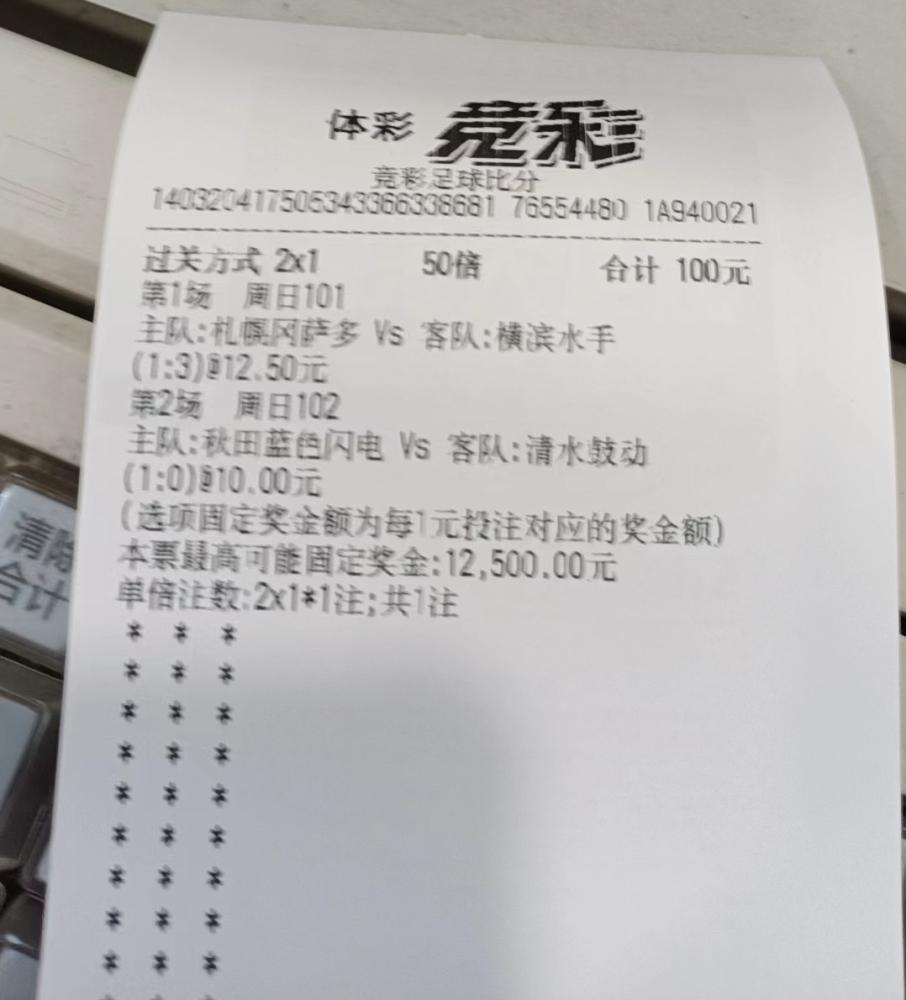 体彩 竞彩
竞彩足球比分
140320417505343366338681 76554480 1A940021
过关方式 2x1 50倍 合计 100元
第1场 周日101
主队:札幌冈萨多 Vs 客队:横滨水手
(1:3)@12.50元
第2场 周日102
主队:秋田蓝色闪电 Vs 客队:清水鼓动
(1:0)@10.00元
(选项固定奖金额为每1元投注对应的奖金额)
本票最高可能固定奖金:12,500.00元
单倍注数:2x1*1注;共1注
* * *
* * *
* * *
* * *
* * *
* * *
* * *
* * *
* * *
清除
合计